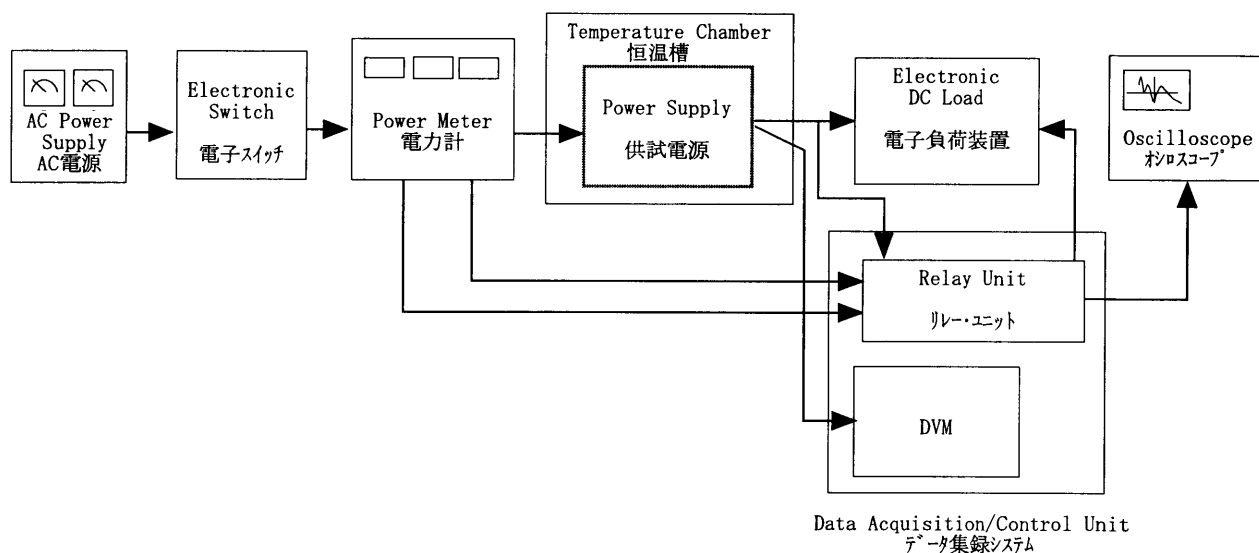 AC Power
Supply
AC電源
Electronic
Switch
電子スイッチ
Power Meter
電力計
Temperature Chamber
恒温槽
Power Supply
供試電源
Electronic
DC Load
電子負荷装置
Oscilloscope
ｵｼﾛｽｺｰﾌﾟ
Relay Unit
ﾘﾚｰ･ﾕﾆｯﾄ
DVM
Data Acquisition/Control Unit
ﾃﾞｰﾀ集録ｼｽﾃﾑ